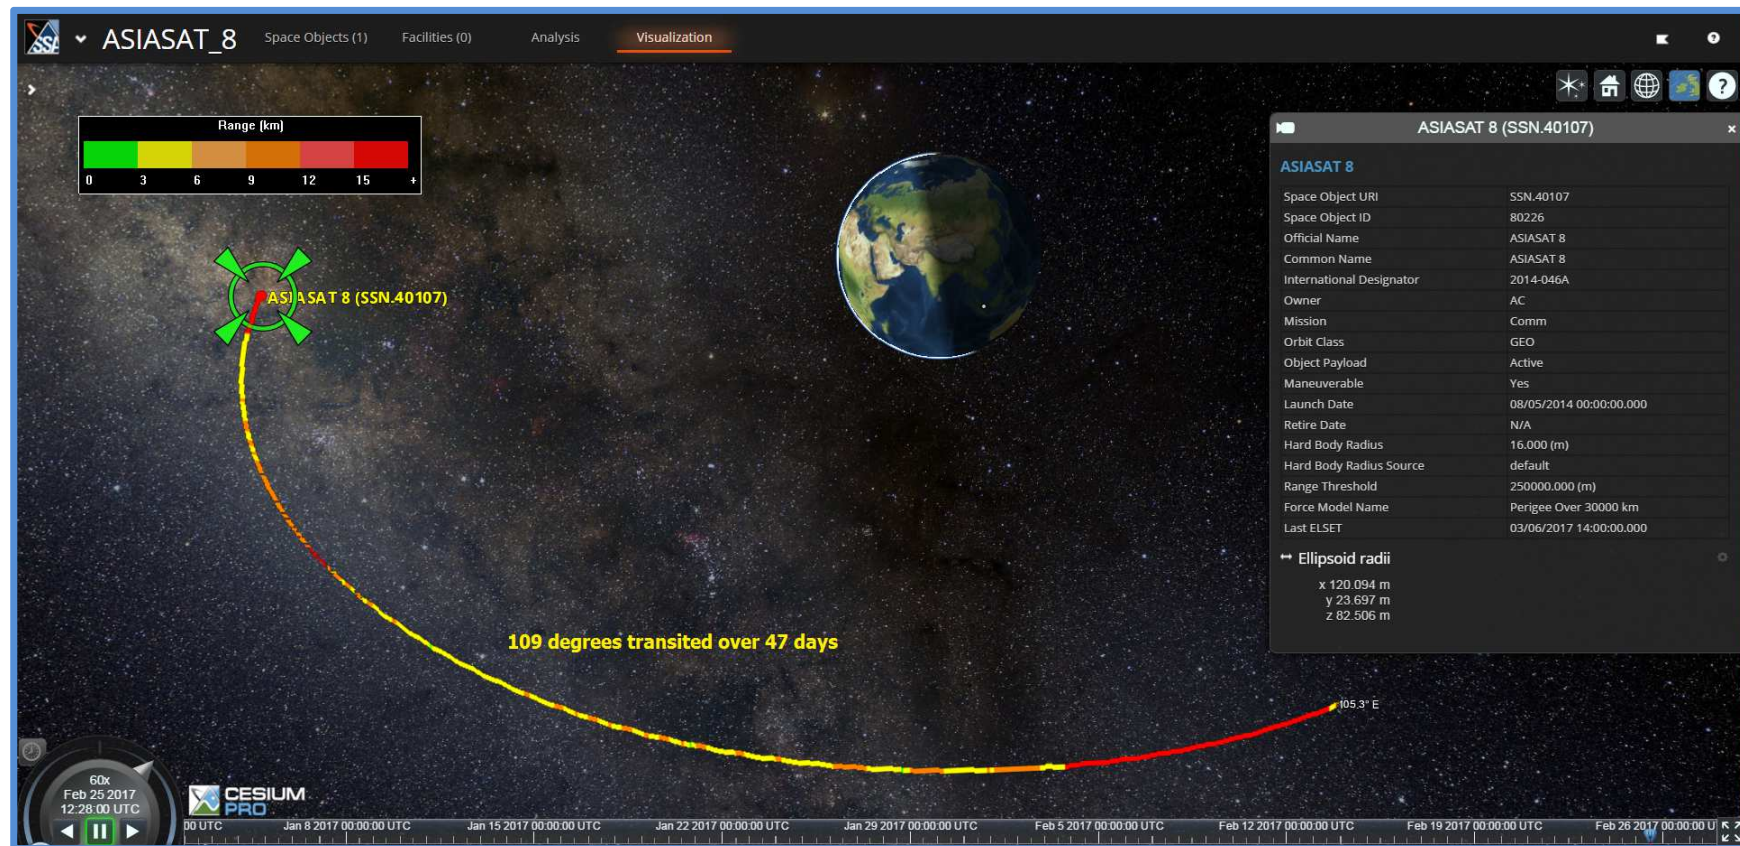 SSA
ASIASAT_8
Space Objects (1)
Facilities (0)
Analysis
Visualization
Range (km)
0 3 6 9 12 15 +
ASIASAT 8 (SSN.40107)
109 degrees transited over 47 days
105.3° E
ASIASAT 8 (SSN.40107)
ASIASAT 8
Space Object URI SSN.40107
Space Object ID 80226
Official Name ASIASAT 8
Common Name ASIASAT 8
International Designator 2014-046A
Owner AC
Mission Comm
Orbit Class GEO
Object Payload Active
Maneuverable Yes
Launch Date 08/05/2014 00:00:00.000
Retire Date N/A
Hard Body Radius 16.000 (m)
Hard Body Radius Source default
Range Threshold 250000.000 (m)
Force Model Name Perigee Over 30000 km
Last ELSET 03/06/2017 14:00:00.000
Ellipsoid radii
x 120.094 m
y 23.697 m
z 82.506 m
60x
Feb 25 2017
12:28:00 UTC
CESIUM
PRO
00 UTC Jan 8 2017 00:00:00 UTC Jan 15 2017 00:00:00 UTC Jan 22 2017 00:00:00 UTC Jan 29 2017 00:00:00 UTC Feb 5 2017 00:00:00 UTC Feb 12 2017 00:00:00 UTC Feb 19 2017 00:00:00 UTC Feb 26 2017 00:00:00 U